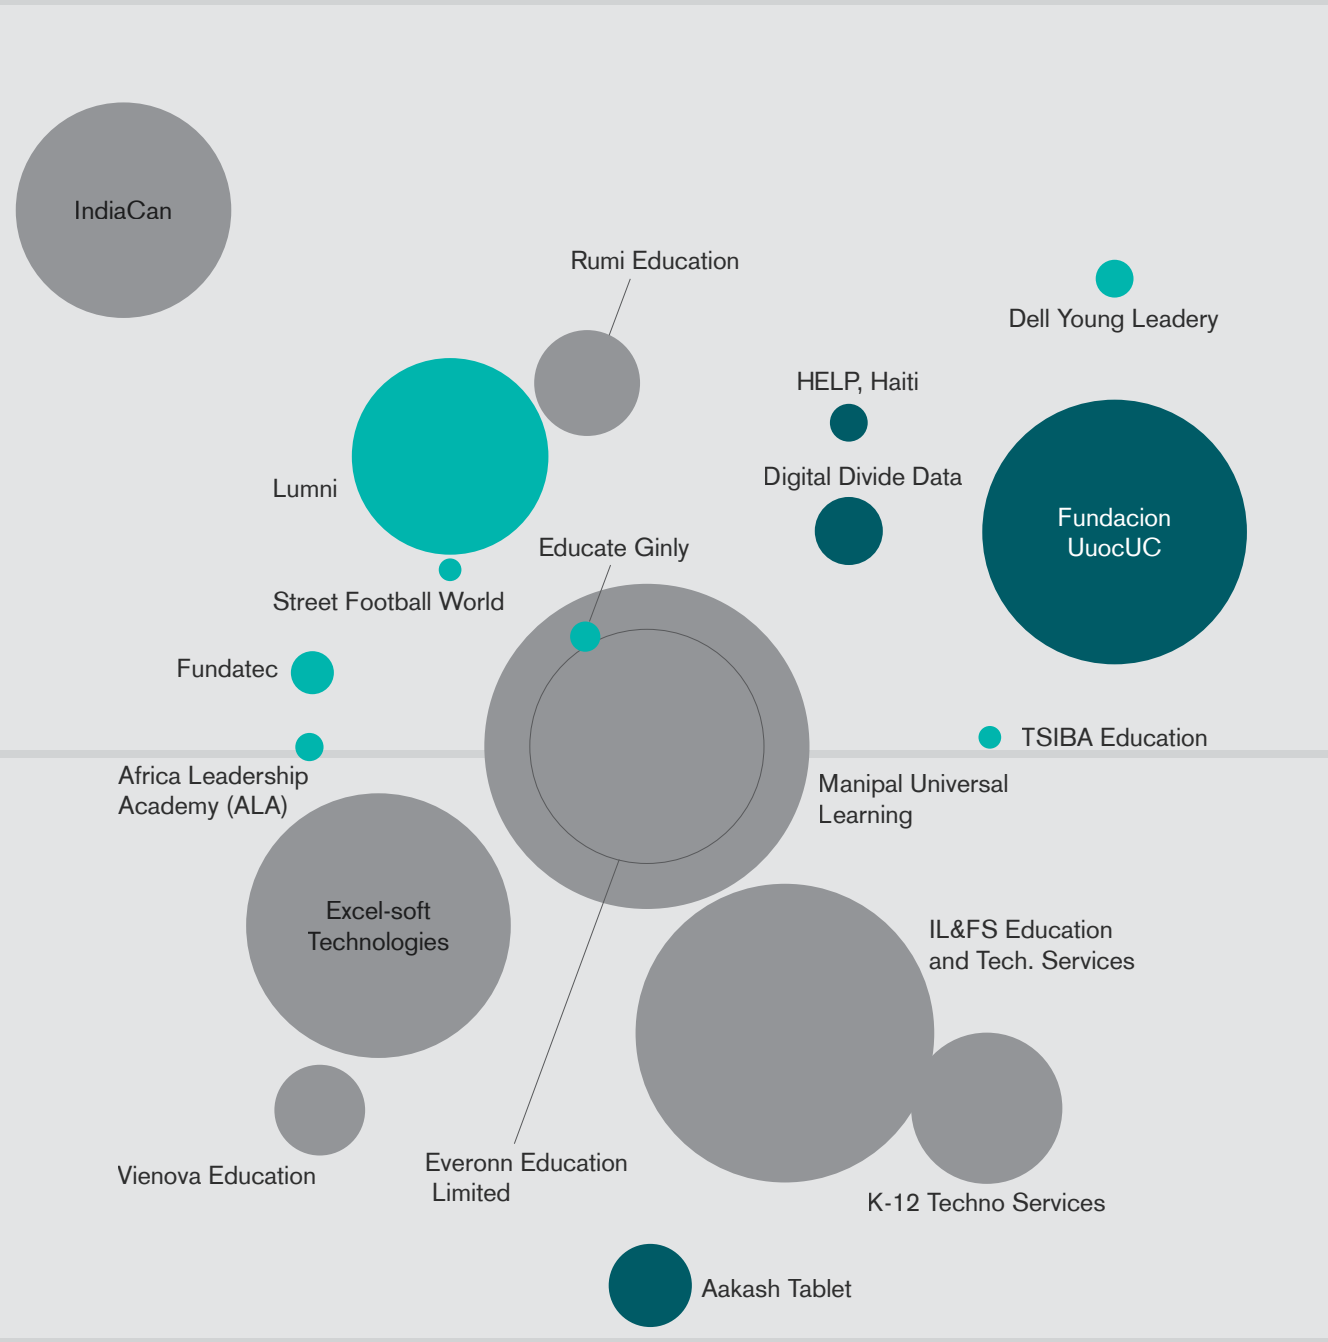 IndiaCan
Rumi Education
Dell Young Leadery
HELP, Haiti
Digital Divide Data
Lumni
Fundacion
UuocUC
Educate Ginly
Street Football World
Fundatec
TSIBA Education
Africa Leadership
Academy (ALA)
Manipal Universal
Learning
Excel-soft
Technologies
IL&FS Education
and Tech. Services
Vienova Education
Everonn Education
Limited
K-12 Techno Services
Aakash Tablet